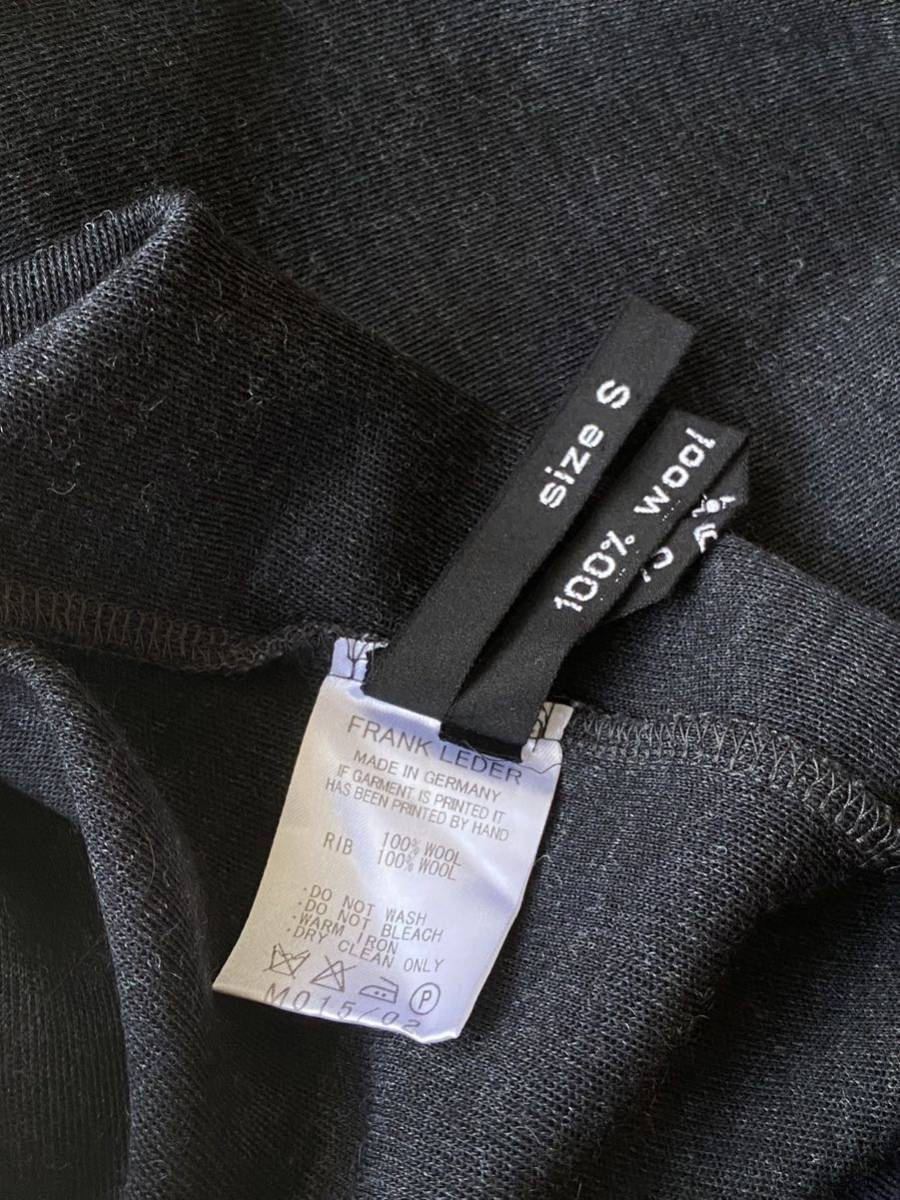 size S
100% wool
FRANK LEDER
MADE IN GERMANY
IF GARMENT IS PRINTED IT
HAS BEEN PRINTED BY HAND
100% WOOL
RIB 100% WOOL
·DO NOT WASH
·DO NOT BLEACH
·WARM IRON
·DRY CLEAN ONLY
P
M015/02